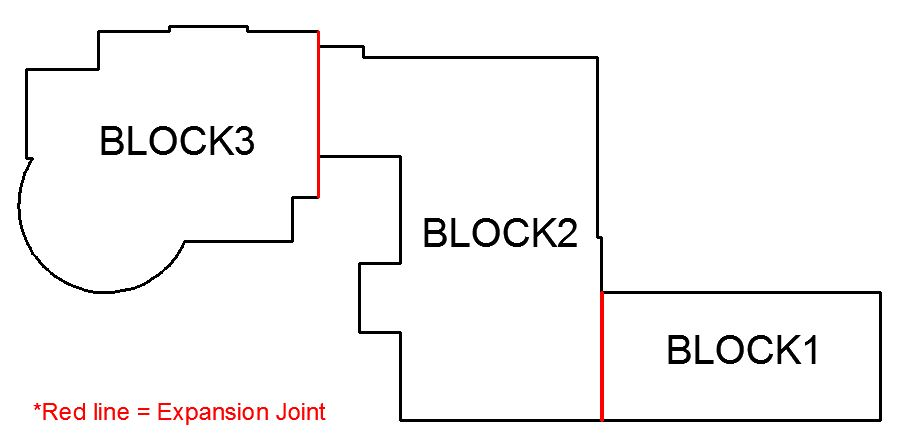 BLOCK3
BLOCK2
BLOCK1
*Red line = Expansion Joint